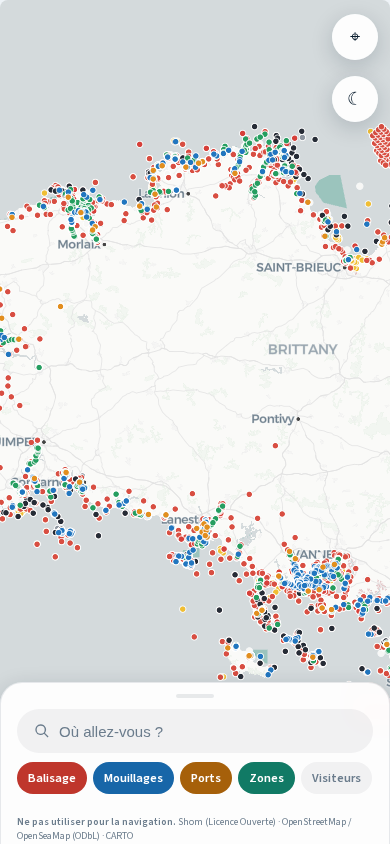 Morlaix
SAINT-BRIEUC
BRITTANY
Pontivy
Où allez-vous ?
Balisage
Mouillages
Ports
Zones
Visiteurs
Ne pas utiliser pour la navigation. Shom (Licence Ouverte) · OpenStreetMap /
OpenSeaMap (ODbL) · CARTO